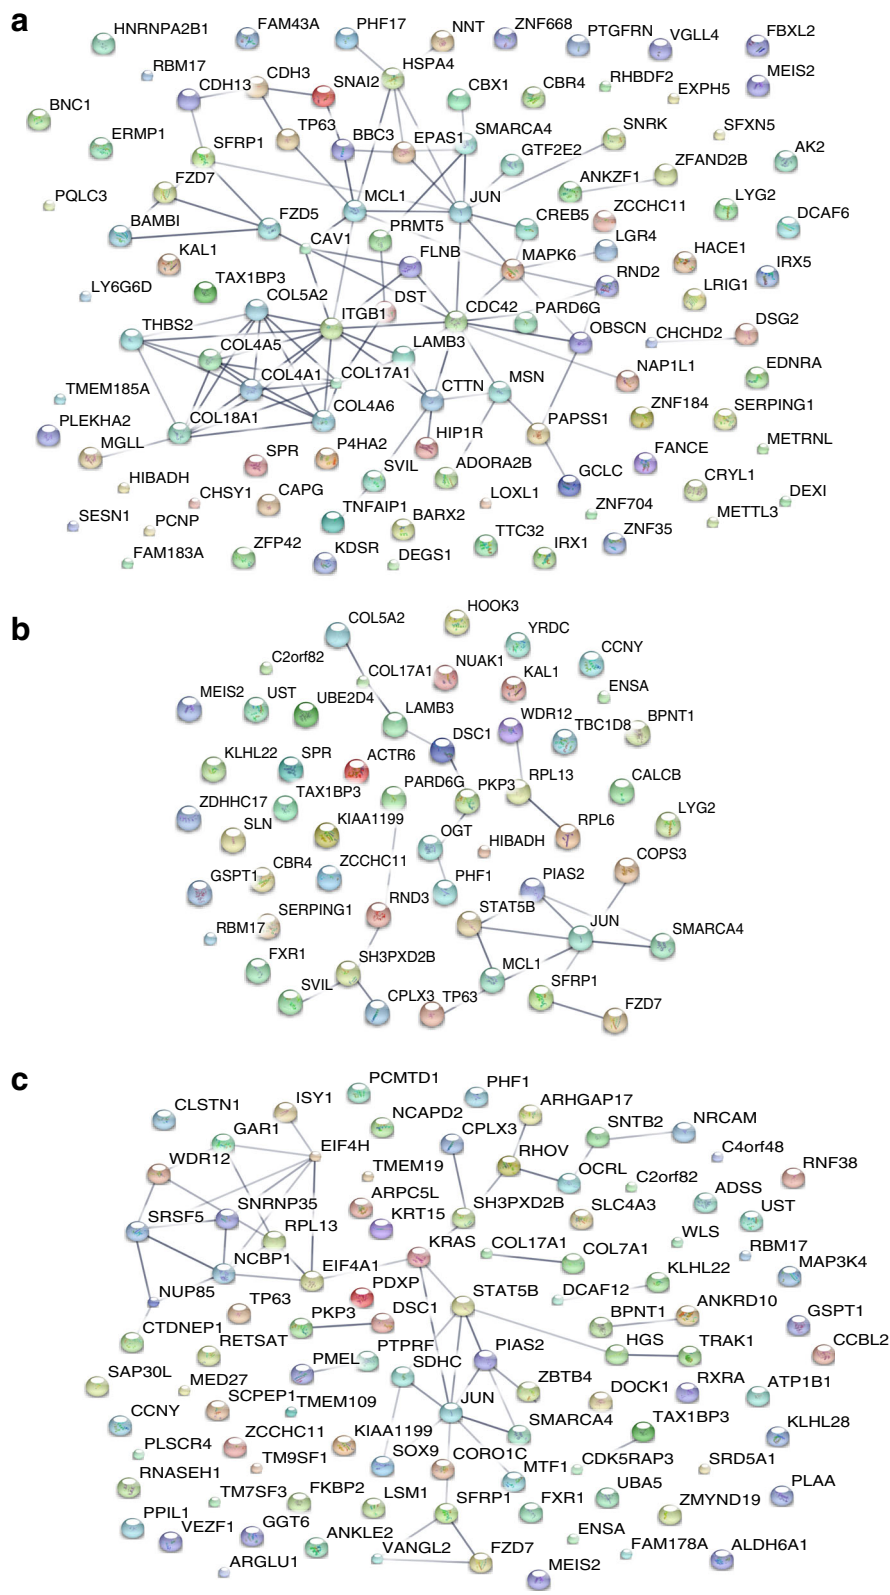 a
HNRNPA2B1
FAM43A
PHF17
NNT
ZNF668
PTGFRN
VGLL4
FBXL2
RBM17
CDH13
CDH3
SNAI2
HSPA4
CBX1
CBR4
RHBDF2
EXPH5
MEIS2
BNC1
ERMP1
SFRP1
TP63
BBC3
EPAS1
SMARCA4
GTF2E2
SNRK
SFXN5
AK2
PQLC3
FZD7
MCL1
JUN
ANKZF1
ZFAND2B
LYG2
DCAF6
BAMBI
FZD5
CAV1
PRMT5
CREB5
ZCCHC11
KAL1
FLNB
MAPK6
LGR4
HACE1
IRX5
LY6G6D
TAX1BP3
COL5A2
DST
RND2
LRIG1
THBS2
ITGB1
CDC42
PARD6G
OBSCN
CHCHD2
DSG2
COL4A5
LAMB3
TMEM185A
COL4A1
COL17A1
MSN
NAP1L1
EDNRA
COL18A1
COL4A6
CTTN
PAPSS1
ZNF184
SERPING1
PLEKHA2
MGLL
HIP1R
SPR
P4HA2
SVIL
ADORA2B
GCLC
FANCE
METRNL
HIBADH
CHSY1
CAPG
TNFAIP1
LOXL1
ZNF704
CRYL1
DEXI
SESN1
PCNP
BARX2
METTL3
FAM183A
ZFP42
KDSR
DEGS1
TTC32
IRX1
ZNF35
b
COL5A2
HOOK3
YRDC
CCNY
C2orf82
COL17A1
NUAK1
KAL1
ENSA
MEIS2
UST
UBE2D4
LAMB3
DSC1
WDR12
TBC1D8
BPNT1
KLHL22
SPR
ACTR6
PARD6G
PKP3
RPL13
CALCB
ZDHHC17
TAX1BP3
SLN
KIAA1199
OGT
HIBADH
RPL6
LYG2
GSPT1
CBR4
ZCCHC11
PHF1
PIAS2
COPS3
RBM17
SERPING1
RND3
STAT5B
JUN
SMARCA4
FXR1
SH3PXD2B
MCL1
SFRP1
SVIL
CPLX3
TP63
FZD7
c
CLSTN1
ISY1
PCMTD1
PHF1
ARHGAP17
GAR1
NCAPD2
CPLX3
SNTB2
NRCAM
WDR12
EIF4H
RHOV
C4orf48
TMEM19
OCRL
C2orf82
RNF38
SRSF5
SNRNP35
ARPC5L
SH3PXD2B
SLC4A3
ADSS
RPL13
KRT15
UST
NCBP1
KRAS
COL17A1
COL7A1
WLS
RBM17
NUP85
EIF4A1
STAT5B
DCAF12
KLHL22
MAP3K4
TP63
PDXP
CTDNEP1
PKP3
DSC1
BPNT1
ANKRD10
GSPT1
RETSAT
PTPRF
PIAS2
HGS
TRAK1
CCBL2
SAP30L
MED27
PMEL
SDHC
ZBTB4
DOCK1
RXRA
ATP1B1
SCPEP1
TMEM109
JUN
CCNY
SMARCA4
TAX1BP3
KLHL28
PLSCR4
ZCCHC11
KIAA1199
SOX9
CORO1C
CDK5RAP3
SRD5A1
TM9SF1
MTF1
RNASEH1
TM7SF3
FKBP2
LSM1
SFRP1
FXR1
UBA5
ZMYND19
PLAA
PPIL1
VEZF1
GGT6
ANKLE2
VANGL2
FZD7
ENSA
FAM178A
ALDH6A1
ARGLU1
MEIS2